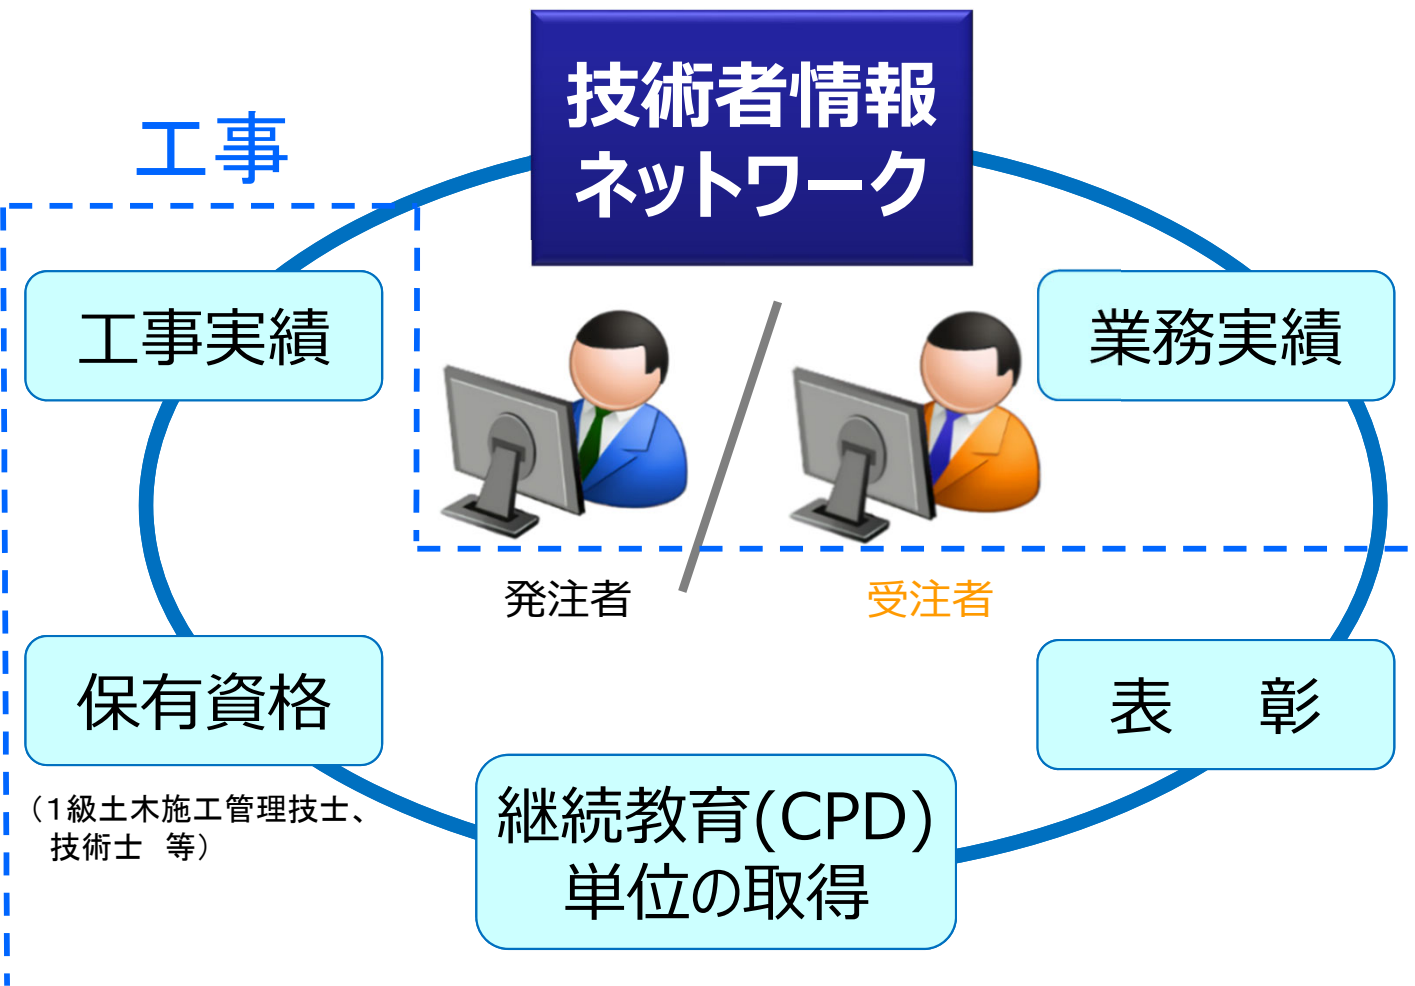 技術者情報
ネットワーク
工事
工事実績
業務実績
発注者
受注者
保有資格
（１級土木施工管理技士、
技術士　等）
表　彰
継続教育(CPD)
単位の取得